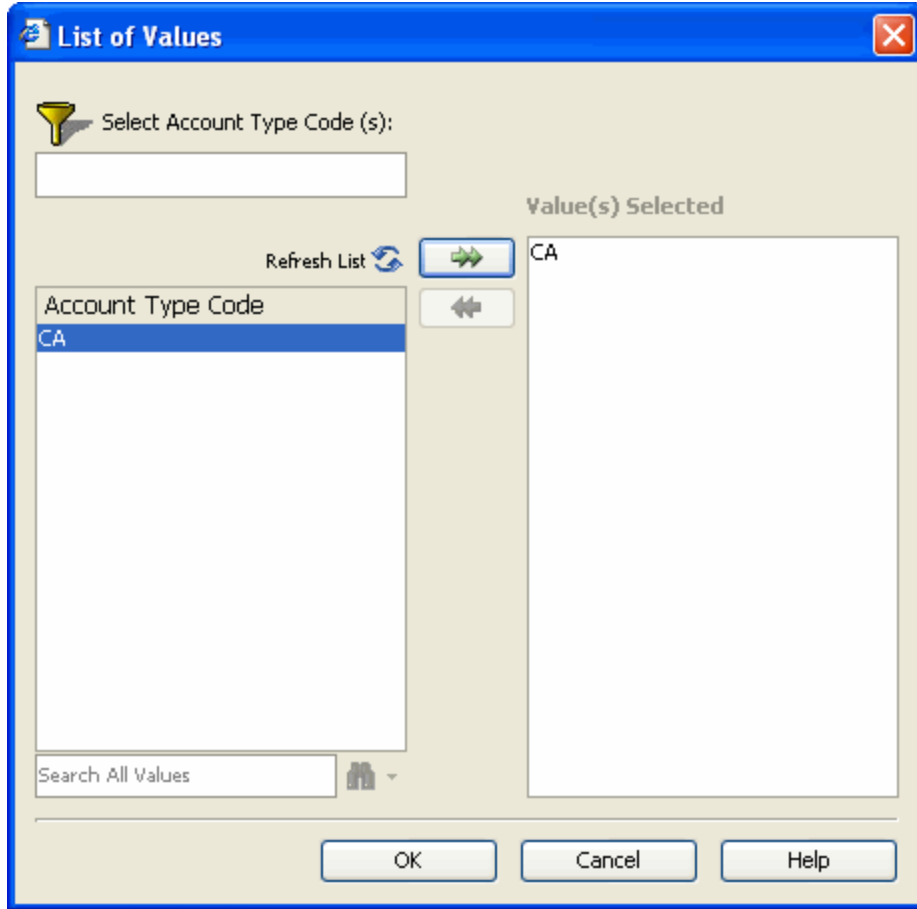 List of Values
Select Account Type Code (s):
Value(s) Selected
Refresh List
CA
Account Type Code
CA
Search All Values
OK
Cancel
Help